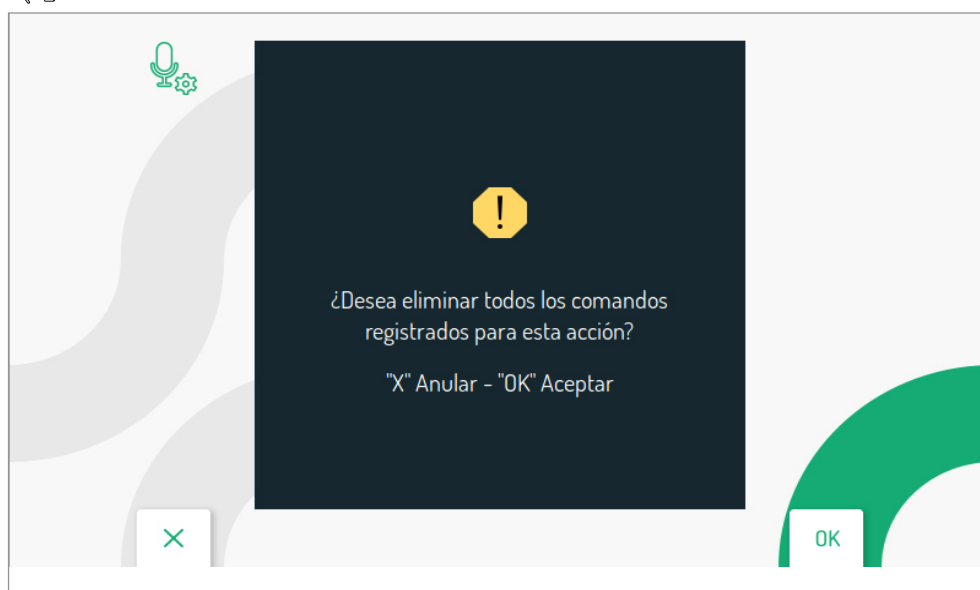 !
¿Desea eliminar todos los comandos
registrados para esta acción?
"X" Anular - "OK" Aceptar
X
OK